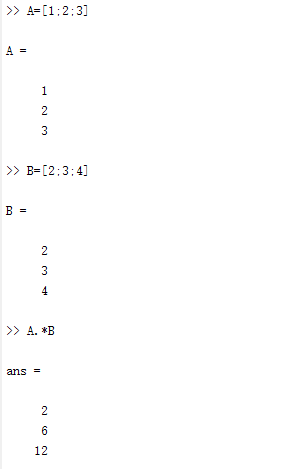 >> A=[1;2;3]
A =
1
2
3
>> B=[2;3;4]
B =
2
3
4
>> A.*B
ans =
2
6
12